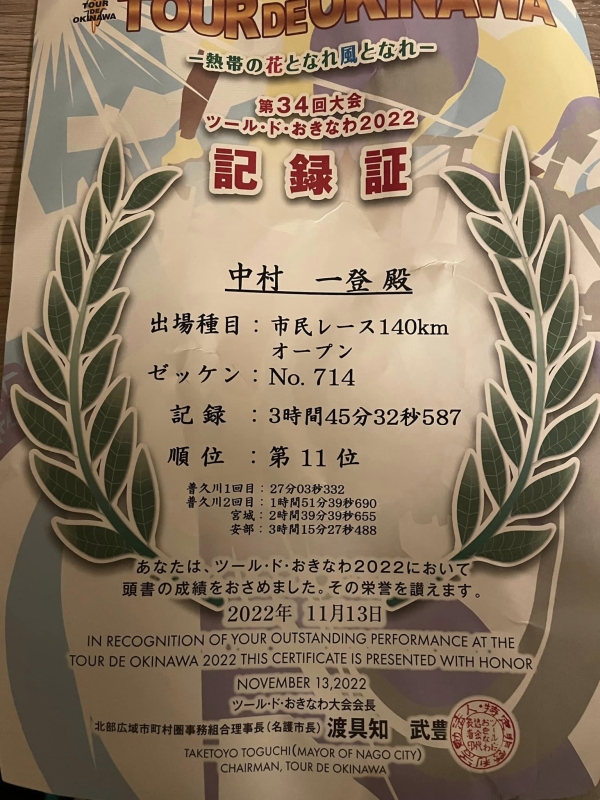 TOUR
DE
OKINAWA
TOUR DE OKINAWA
ー熱帯の花となれ風となれー
第34回大会
ツール・ド・おきなわ2022
記録証
中村 一登 殿
出場種目：市民レース140km
オープン
ゼッケン：No. 714
記録：3時間45分32秒587
順位：第 11 位
普久川1回目：27分03秒332
普久川2回目：1時間51分39秒690
宮城：2時間39分39秒655
安部：3時間15分27秒488
あなたは、ツール・ド・おきなわ2022において
頭書の成績をおさめました。その栄誉を讃えます。
2022年 11月13日
IN RECOGNITION OF YOUR OUTSTANDING PERFORMANCE AT THE
TOUR DE OKINAWA 2022 THIS CERTIFICATE IS PRESENTED WITH HONOR
NOVEMBER 13,2022
ツール・ド・おきなわ大会会長
北部広域市町村圏事務組合理事長（名護市長）渡具知 武豊
TAKETOYO TOGUCHI（MAYOR OF NAGO CITY）
CHAIRMAN, TOUR DE OKINAWA